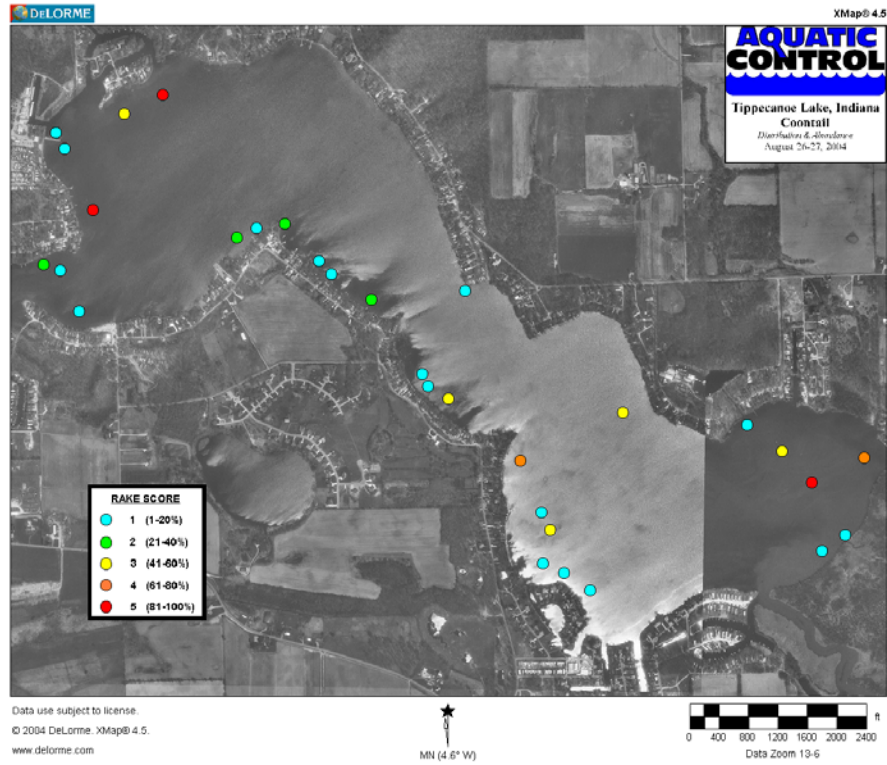 DELORME
XMap® 4.5
AQUATIC
CONTROL
Tippecanoe Lake, Indiana
Coontail
Distribution & Abundance
August 26-27, 2004
RAKE SCORE
1 (1-20%)
2 (21-40%)
3 (41-60%)
4 (61-80%)
5 (81-100%)
Data use subject to license.
© 2004 DeLorme. XMap® 4.5.
www.delorme.com
MN (4.6° W)
ft
0 400 800 1200 1600 2000 2400
Data Zoom 13-6